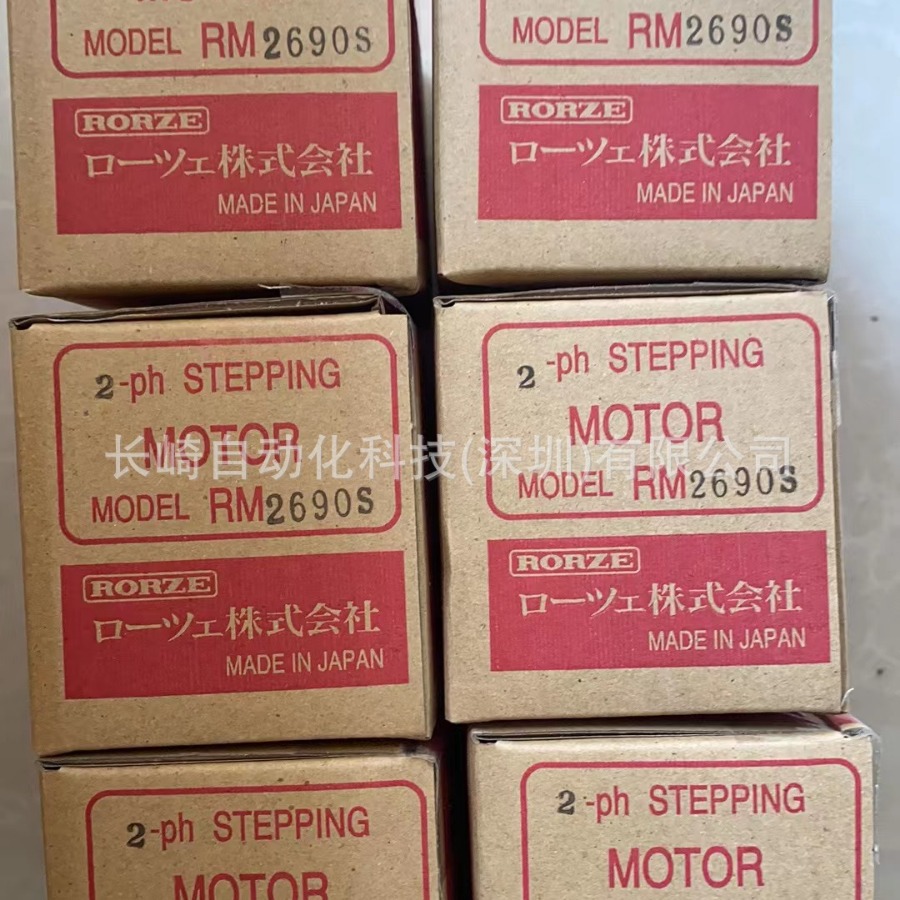 MODEL RM2690S
RORZE
ローツェ株式会社
MADE IN JAPAN
MODEL RM2690S
RORZE
ローツェ株式会社
MADE IN JAPAN
2-ph STEPPING
MOTOR
MODEL RM2690S
RORZE
ローツェ株式会社
MADE IN JAPAN
2-ph STEPPING
MOTOR
MODEL RM2690S
RORZE
ローツェ株式会社
MADE IN JAPAN
长崎自动化科技(深圳)有限公司
2-ph STEPPING
MOTOR
2-ph STEPPING
MOTOR